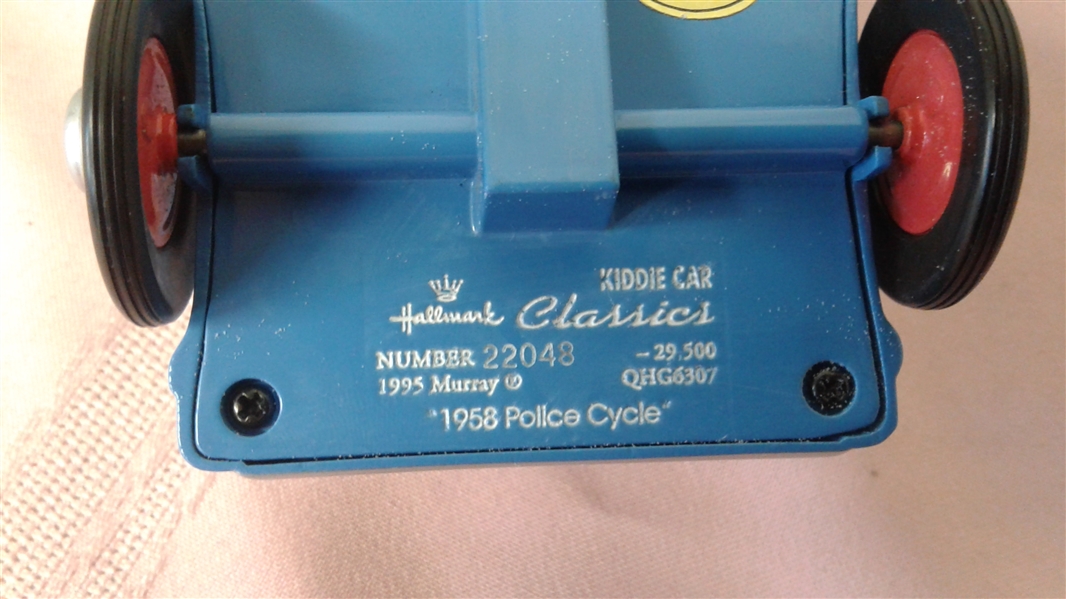 KIDDIE CAR
Hallmark Classics
NUMBER 22048 – 29,500
1995 Murray ® QHG6307
"1958 Police Cycle"